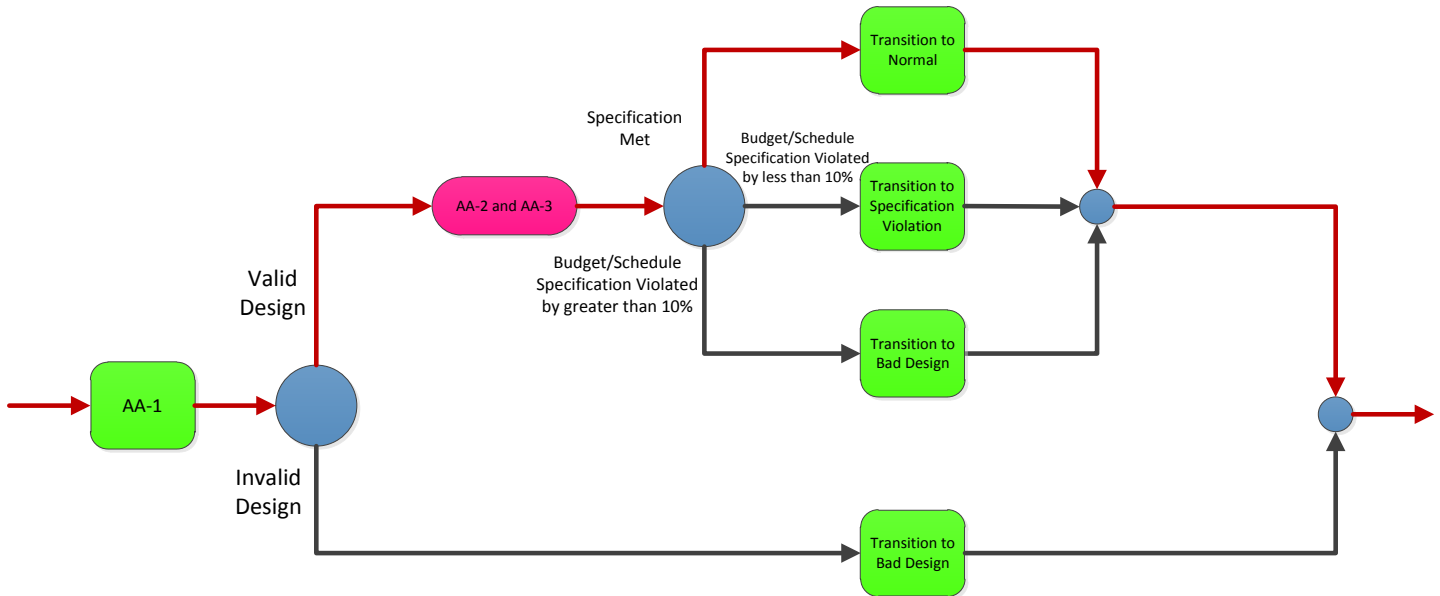 Transition to
Normal
Specification
Met
Budget/Schedule
Specification Violated
by less than 10%
AA-2 and AA-3
Transition to
Specification
Violation
Budget/Schedule
Specification Violated
by greater than 10%
Valid
Design
Transition to
Bad Design
AA-1
Invalid
Design
Transition to
Bad Design